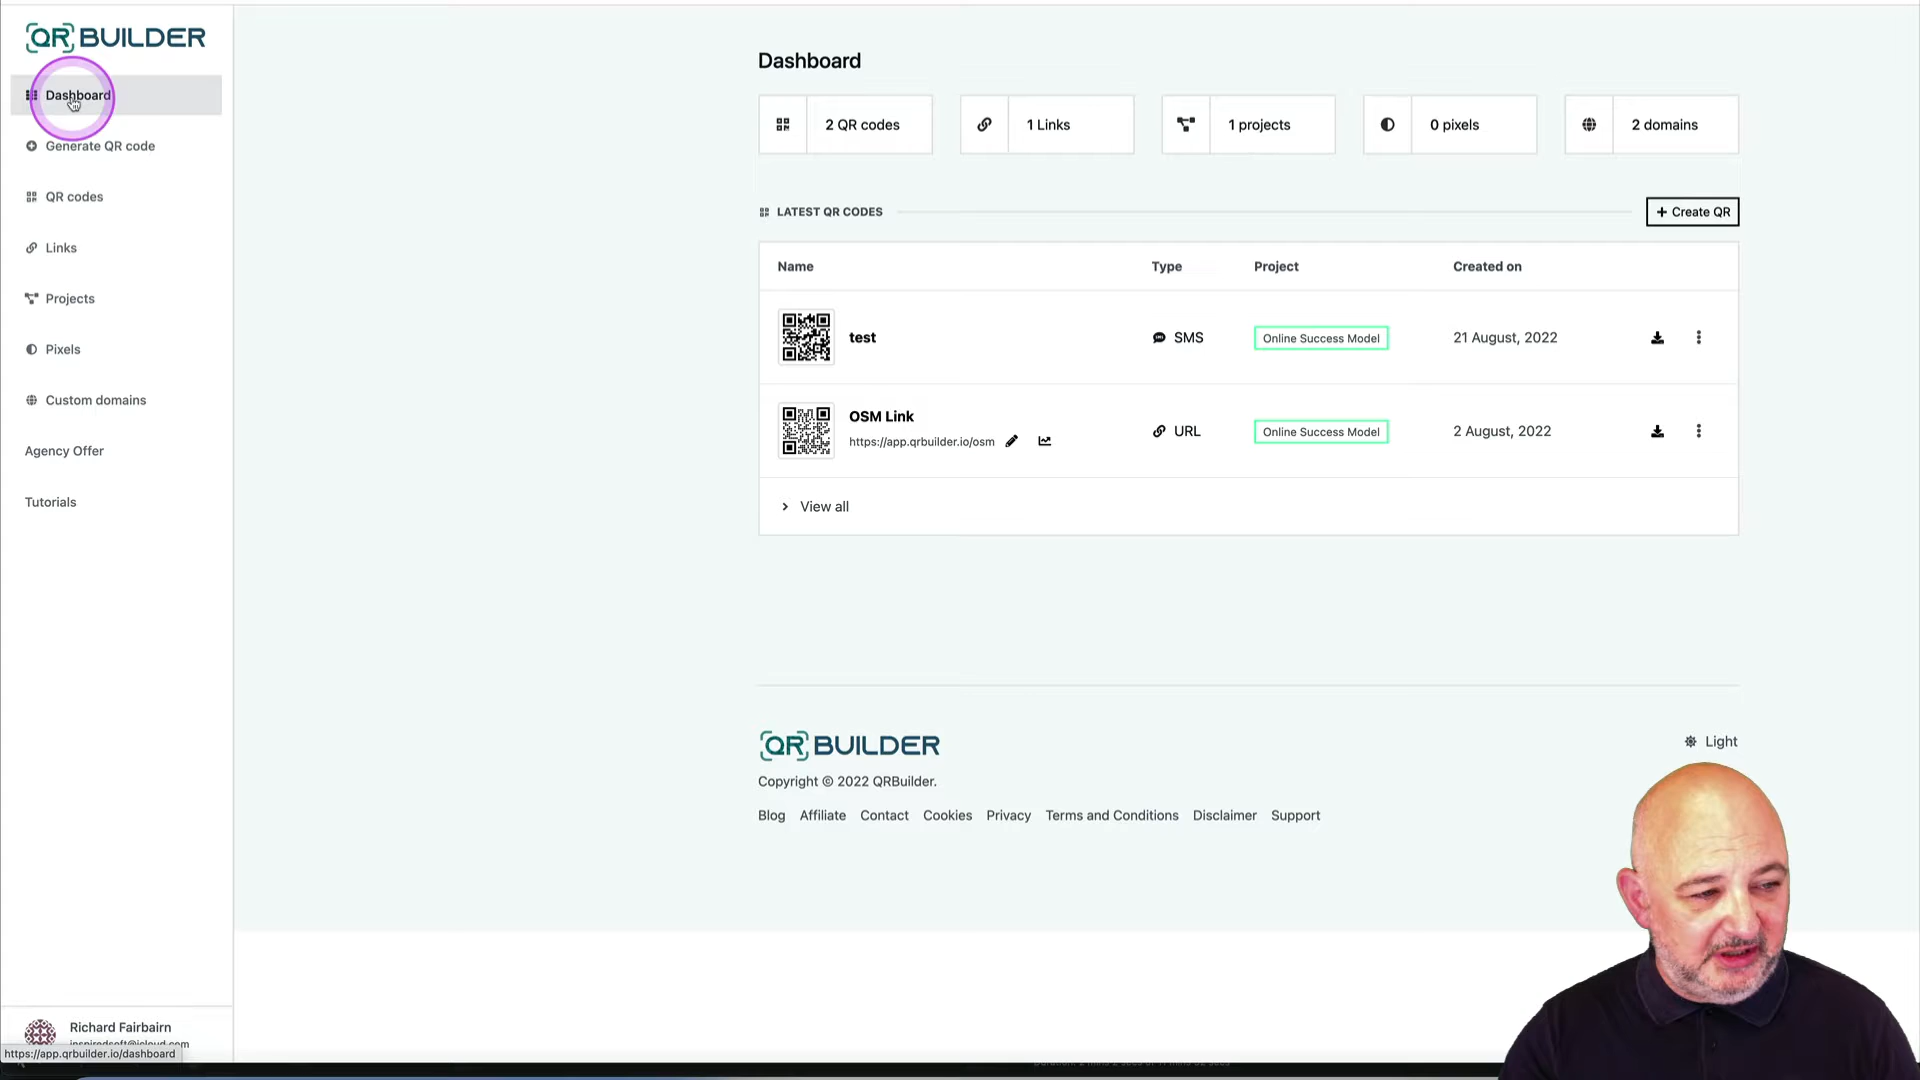 QR BUILDER
Dashboard
Generate QR code
QR codes
Links
Projects
Pixels
Custom domains
Agency Offer
Tutorials
Richard Fairbairn
inspiredsoft@icloud.com
https://app.qrbuilder.io/dashboard
Dashboard
2 QR codes
1 Links
1 projects
0 pixels
2 domains
LATEST QR CODES
+ Create QR
Name Type Project Created on
test SMS Online Success Model 21 August, 2022
OSM Link
https://app.qrbuilder.io/osm
URL Online Success Model 2 August, 2022
View all
QR BUILDER
Light
Copyright © 2022 QRBuilder.
Blog Affiliate Contact Cookies Privacy Terms and Conditions Disclaimer Support